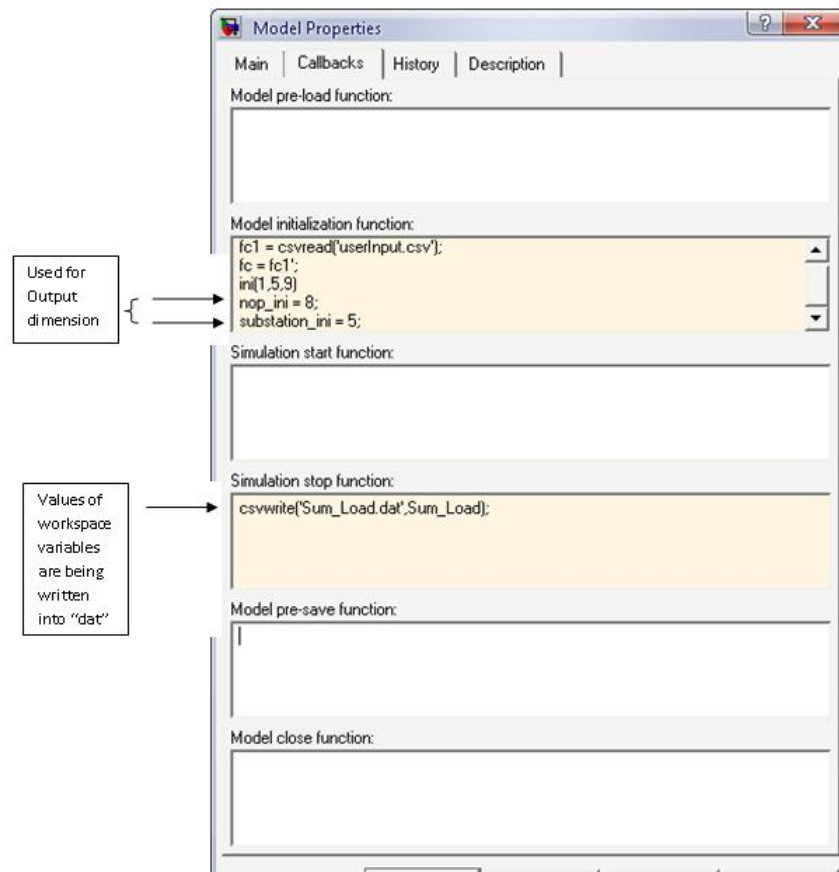 Model Properties
Main
Callbacks
History
Description
Model pre-load function:
Model initialization function:
fc1 = csvread('userInput.csv');
fc = fc1';
ini(1,5,9)
nop_ini = 8;
substation_ini = 5;
Used for
Output
dimension
Simulation start function:
Simulation stop function:
csvwrite('Sum_Load.dat',Sum_Load);
Values of
workspace
variables
are being
written
into “dat”
Model pre-save function:
Model close function: